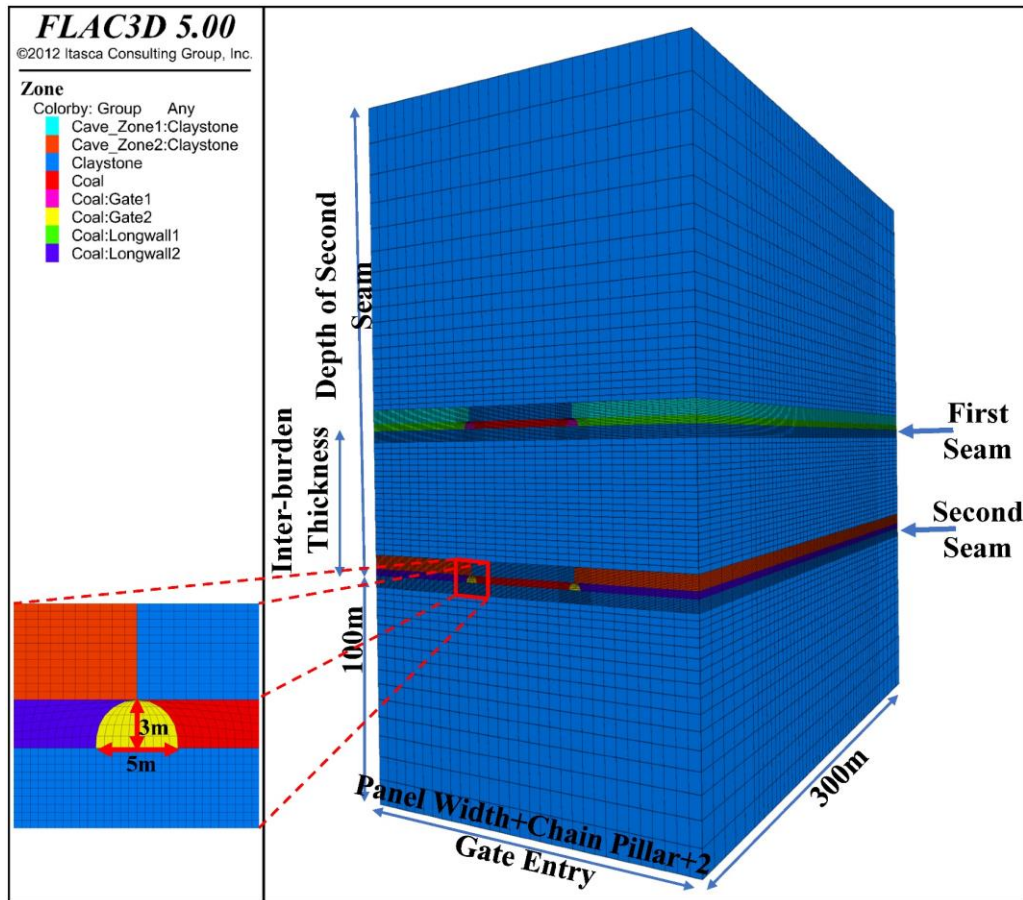 FLAC3D 5.00
©2012 Itasca Consulting Group, Inc.
Zone
Colorby: Group Any
Cave_Zone1:Claystone
Cave_Zone2:Claystone
Claystone
Coal
Coal:Gate1
Coal:Gate2
Coal:Longwall1
Coal:Longwall2
Depth of Second
Seam
Inter-burden
Thickness
100m
First
Seam
Second
Seam
3m
5m
Panel Width+Chain Pillar+2
Gate Entry
300m